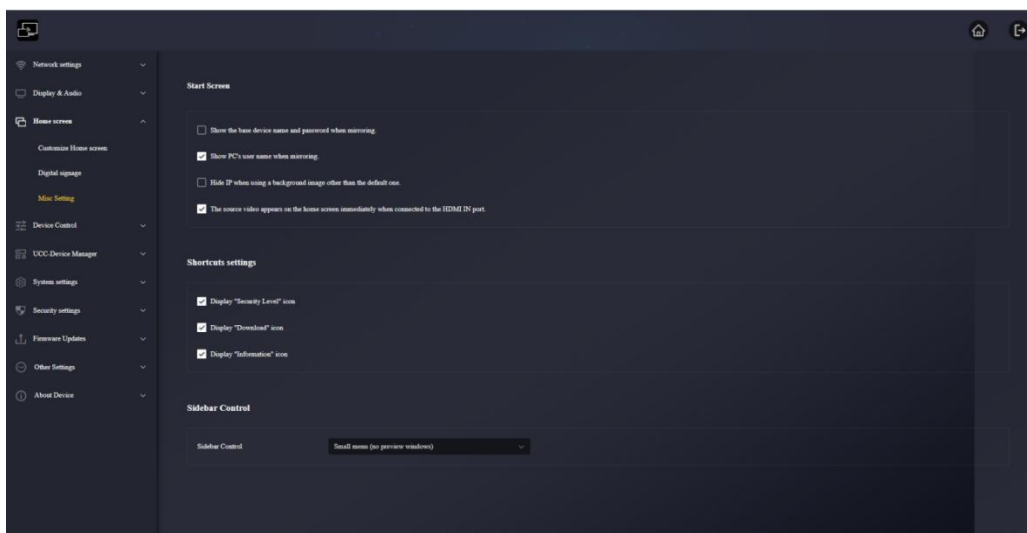 Network settings
Display & Audio
Home screen
Customize Home screen
Digital signage
Misc Setting
Device Control
UCC-Device Manager
System settings
Security settings
Firmware Updates
Other Settings
About Device
Start Screen
Show the base device name and password when mirroring.
Show PC's user name when mirroring.
Hide IP when using a background image other than the default one.
The source video appears on the home screen immediately when connected to the HDMI IN port.
Shortcuts settings
Display "Security Level" icon
Display "Download" icon
Display "Information" icon
Sidebar Control
Sidebar Control Small menu (no preview windows)